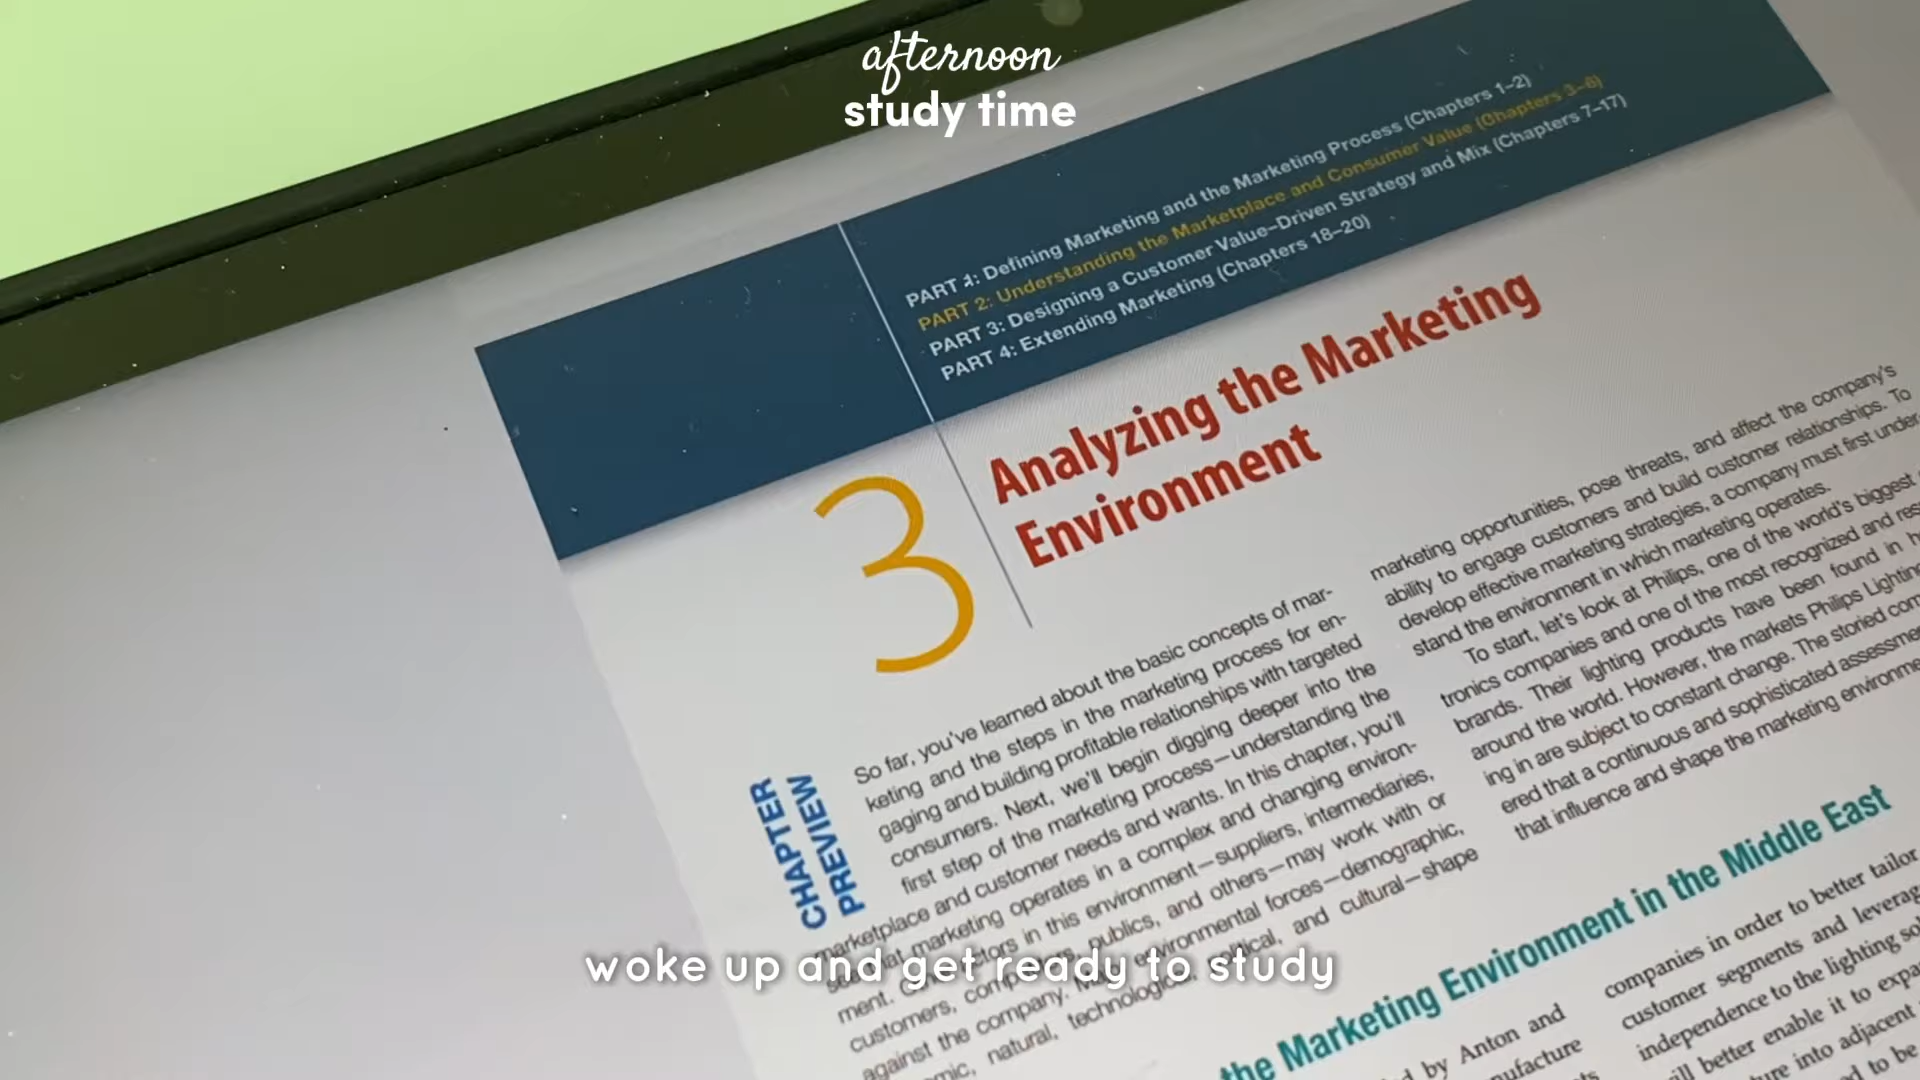 afternoon
study time
PART 1: Defining Marketing and the Marketing Process (Chapters 1–2)
PART 2: Understanding the Marketplace and Consumer Value (Chapters 3–6)
PART 3: Designing a Customer Value–Driven Strategy and Mix (Chapters 7–17)
PART 4: Extending Marketing (Chapters 18–20)
3
Analyzing the Marketing
Environment
CHAPTER
PREVIEW
So far, you've learned about the basic concepts of mar-
keting and the steps in the marketing process for en-
gaging and building profitable relationships with targeted
consumers. Next, we'll begin digging deeper into the
first step of the marketing process—understanding the
marketplace and customer needs and wants. In this chapter, you'll
that marketing operates in a complex and changing environ-
ment. in this environment—suppliers, intermediaries,
customers, publics, and others—may work with or
against the company. environmental forces—demographic,
natural, technological, political, and cultural—shape
marketing opportunities, pose threats, and affect the company's
ability to engage customers and build customer relationships. To
develop effective marketing strategies, a company must first under
stand the environment in which marketing operates.
To start, let's look at Philips, one of the world's biggest
tronics companies and one of the most recognized and
brands. Their lighting products have been found in
around the world. However, the markets Philips Lighting
ing in are subject to constant change. The storied
ered that a continuous and sophisticated
that influence and shape the marketing
the Marketing Environment in the Middle East
by Anton and
companies in order to better tailor
customer segments and
independence to the lighting
better enable it to
into adjacent
to be
woke up and get ready to study